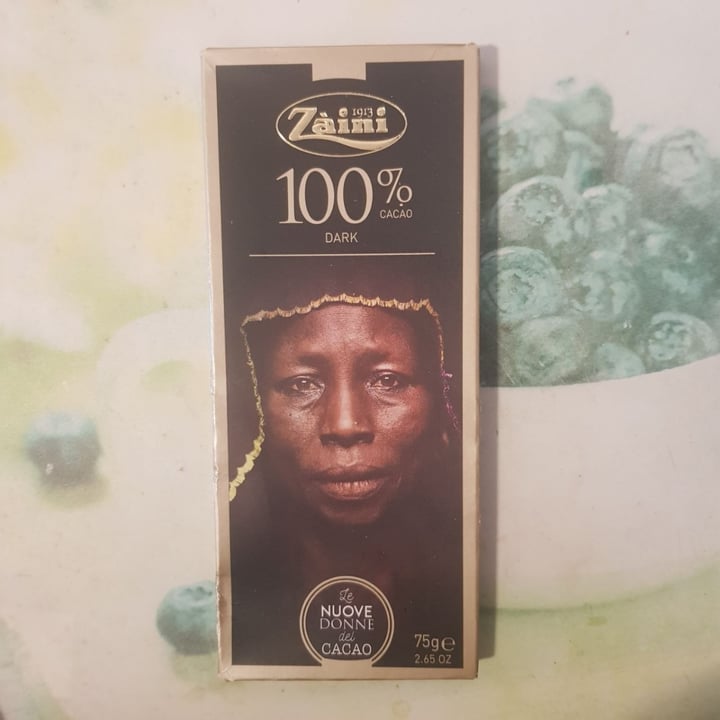 1913
Zàini
100%
CACAO
DARK
Le
NUOVE
DONNE
del
CACAO
75g℮
2.65 OZ